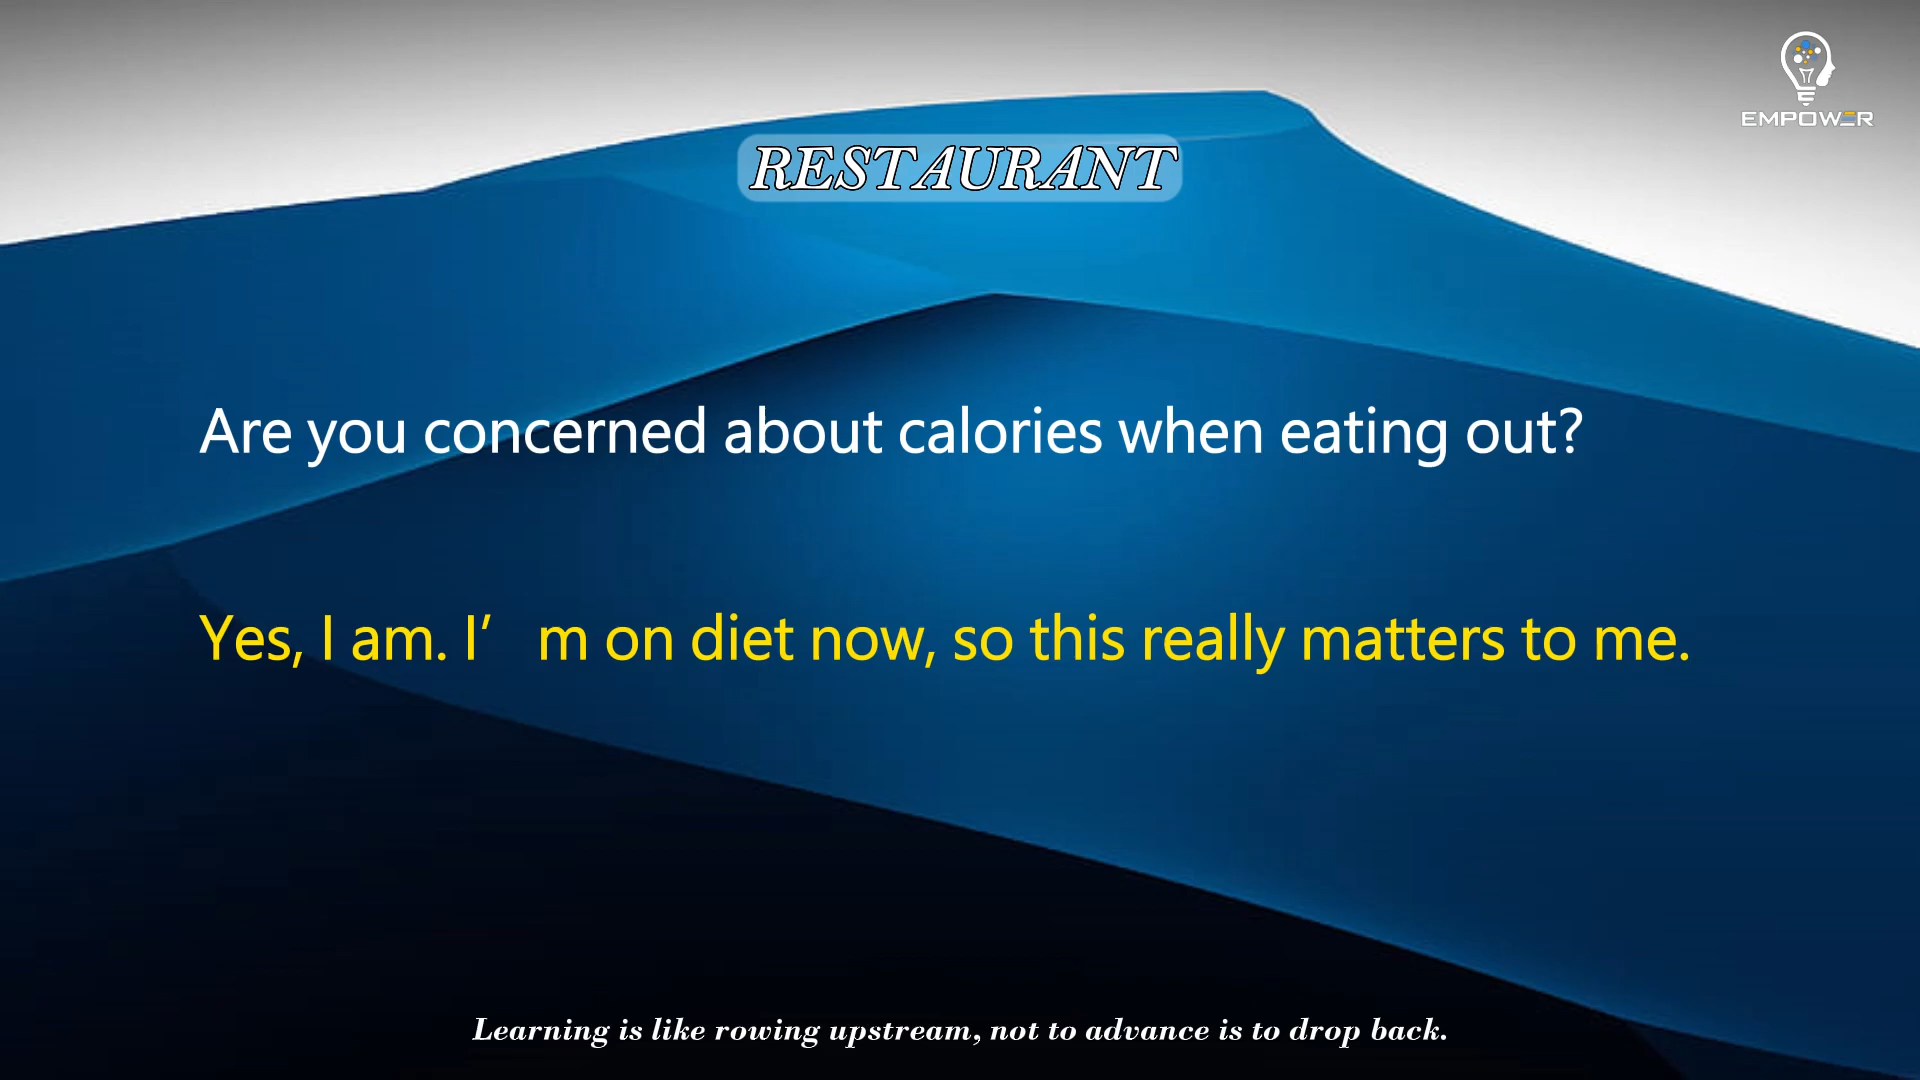 EMPOWER
RESTAURANT
Are you concerned about calories when eating out?
Yes, I am. I’ m on diet now, so this really matters to me.
Learning is like rowing upstream, not to advance is to drop back.